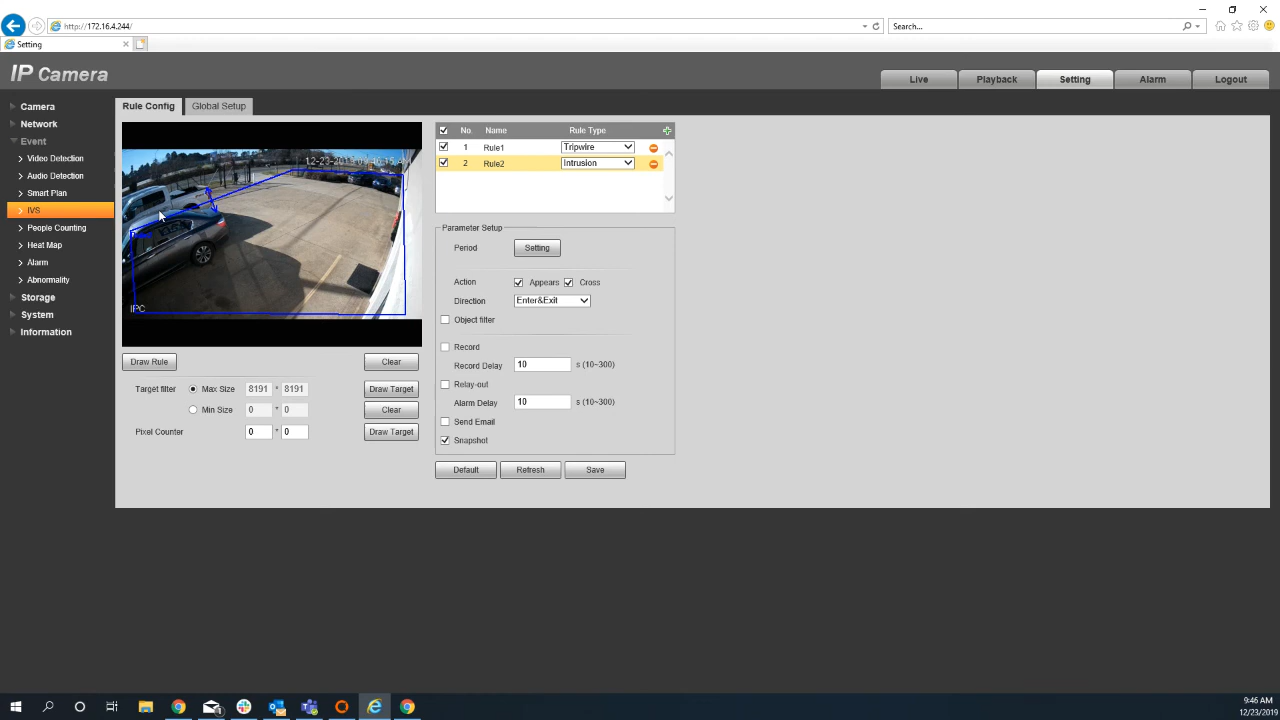 http://172.16.4.244/
Search...
Setting
IP Camera
Live
Playback
Setting
Alarm
Logout
Camera
Network
Event
Video Detection
Audio Detection
Smart Plan
IVS
People Counting
Heat Map
Alarm
Abnormality
Storage
System
Information
Rule Config
Global Setup
IPC
Draw Rule
Clear
Target filter
Max Size
8191 * 8191
Draw Target
Min Size
0 * 0
Clear
Pixel Counter
0 * 0
Draw Target
No. Name Rule Type
1 Rule1 Tripwire
2 Rule2 Intrusion
Parameter Setup
Period
Setting
Action
Appears
Cross
Direction
Enter&Exit
Object filter
Record
Record Delay
10
s (10~300)
Relay-out
Alarm Delay
10
s (10~300)
Send Email
Snapshot
Default
Refresh
Save
9:46 AM
12/23/2019